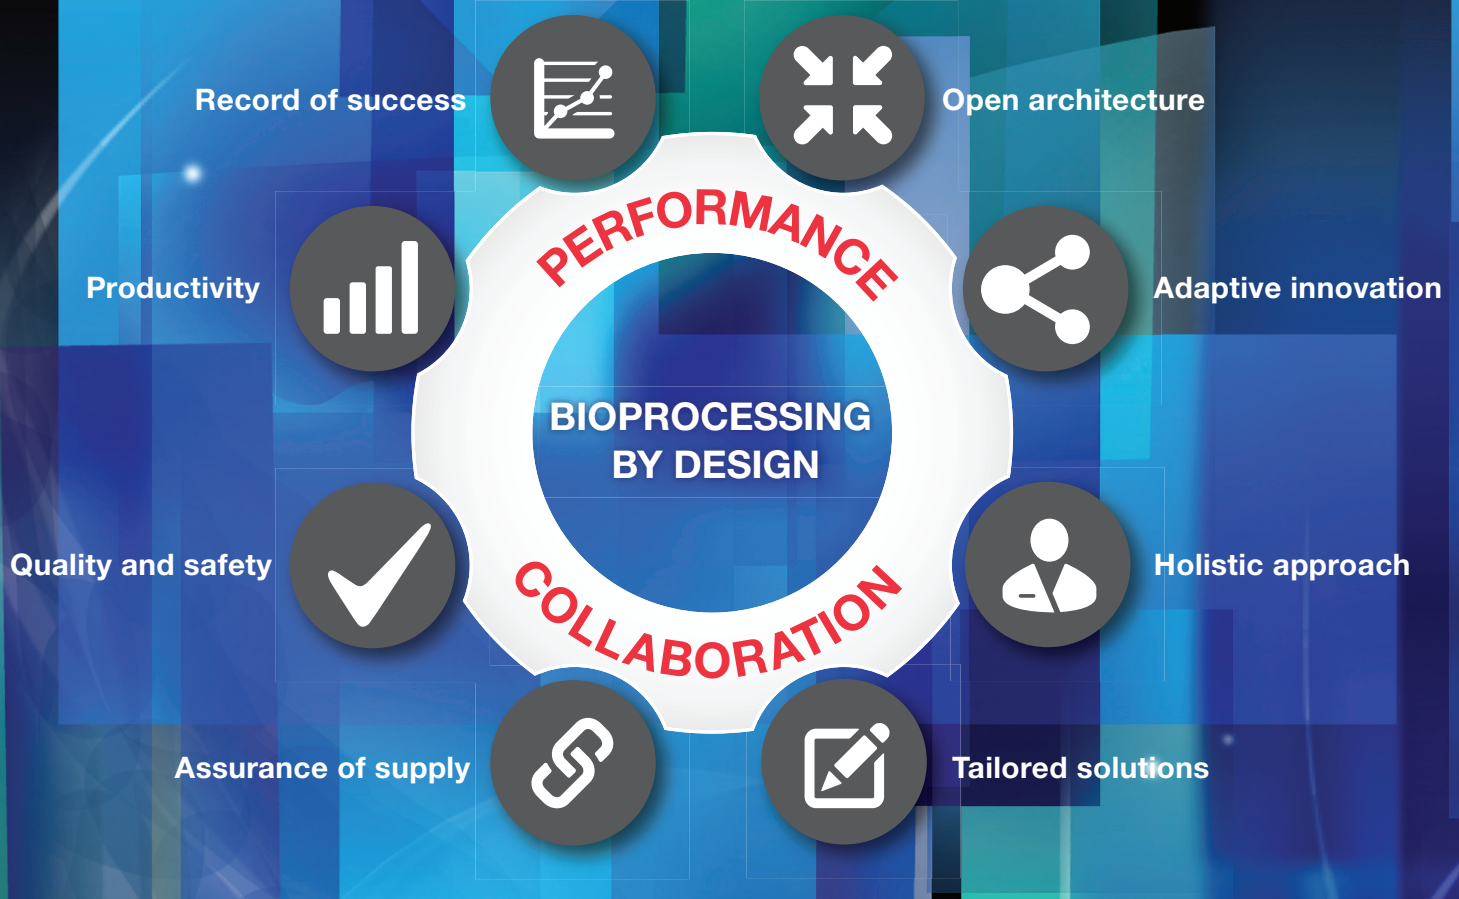 Record of success
Open architecture
PERFORMANCE
Productivity
Adaptive innovation
BIOPROCESSING
BY DESIGN
Quality and safety
Holistic approach
COLLABORATION
Assurance of supply
Tailored solutions